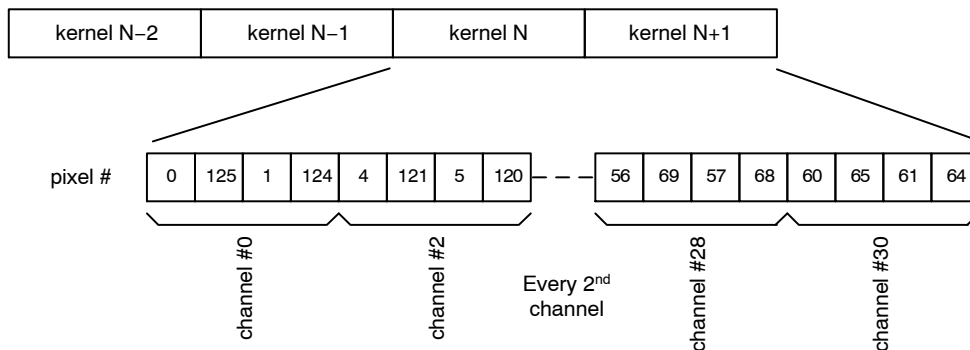 kernel N−2 kernel N−1 kernel N kernel N+1
pixel # 0 125 1 124 4 121 5 120 56 69 57 68 60 65 61 64
channel #0 channel #2 Every 2nd channel #28 channel #30
channel